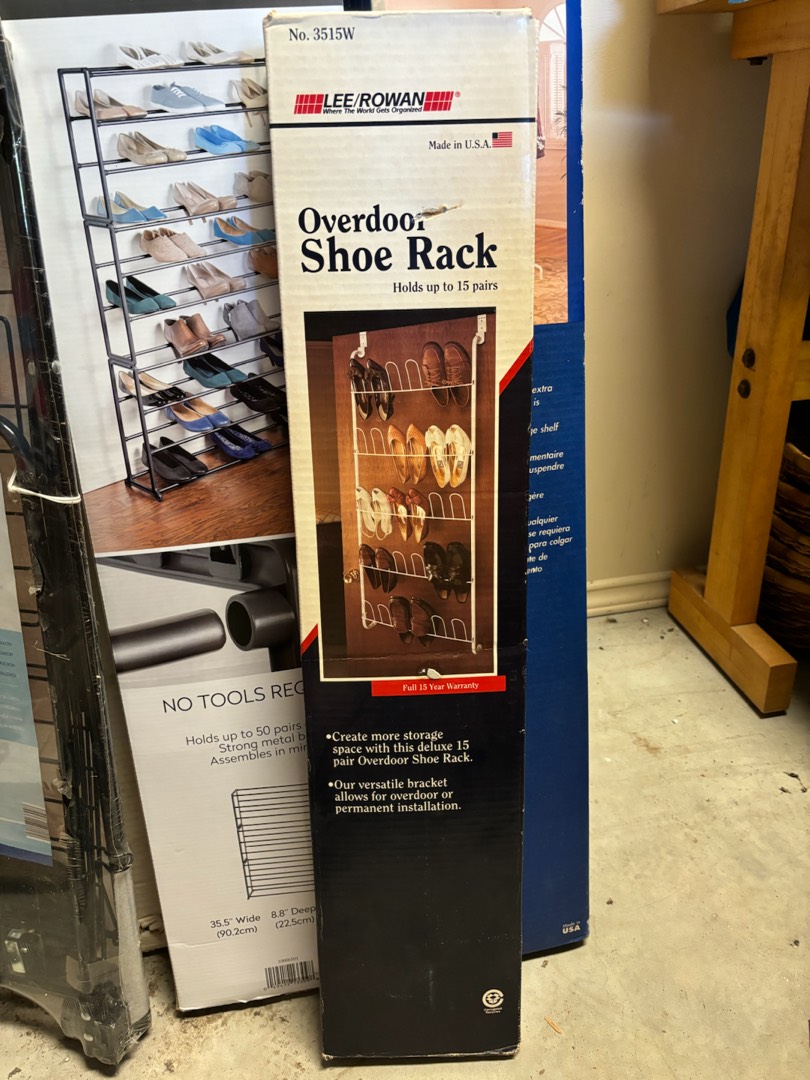 No. 3515W
LEE/ROWAN®
Where The World Gets Organized
Made in U.S.A.
Overdoor
Shoe Rack
Holds up to 15 pairs
Full 15 Year Warranty
•Create more storage
space with this deluxe 15
pair Overdoor Shoe Rack.
•Our versatile bracket
allows for overdoor or
permanent installation.
NO TOOLS REQ
Holds up to 50 pairs
Strong metal b
Assembles in min
35.5" Wide
(90.2cm)
8.8" Deep
(22.5cm)
extra
is
ge shelf
mentaire
uspendre
gère
ualquier
se requiera
para colgar
te de
ento
Made in
USA